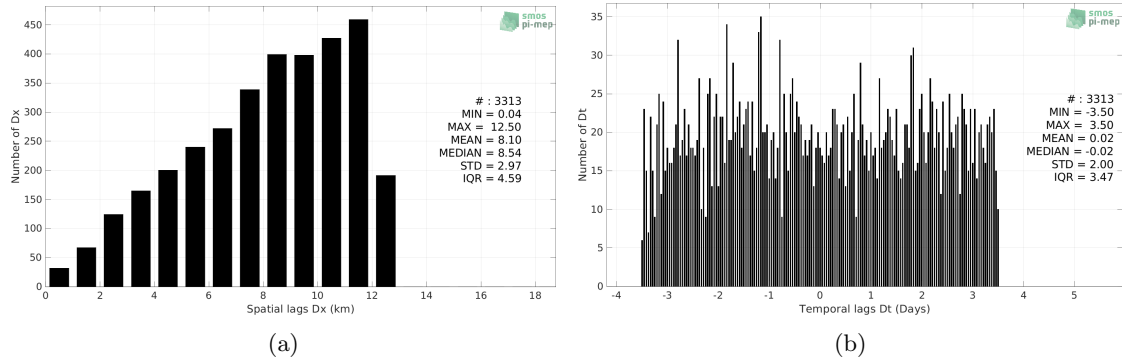 smos
pi-mep
450
400
350
300
250
200
150
100
50
0
Number of Dx
# : 3313
MIN = 0.04
MAX = 12.50
MEAN = 8.10
MEDIAN = 8.54
STD = 2.97
IQR = 4.59
0 2 4 6 8 10 12 14 16 18
Spatial lags Dx (km)
(a)
smos
pi-mep
35
30
25
20
15
10
5
0
Number of Dt
# : 3313
MIN = -3.50
MAX = 3.50
MEAN = 0.02
MEDIAN = -0.02
STD = 2.00
IQR = 3.47
-4 -3 -2 -1 0 1 2 3 4 5
Temporal lags Dt (Days)
(b)